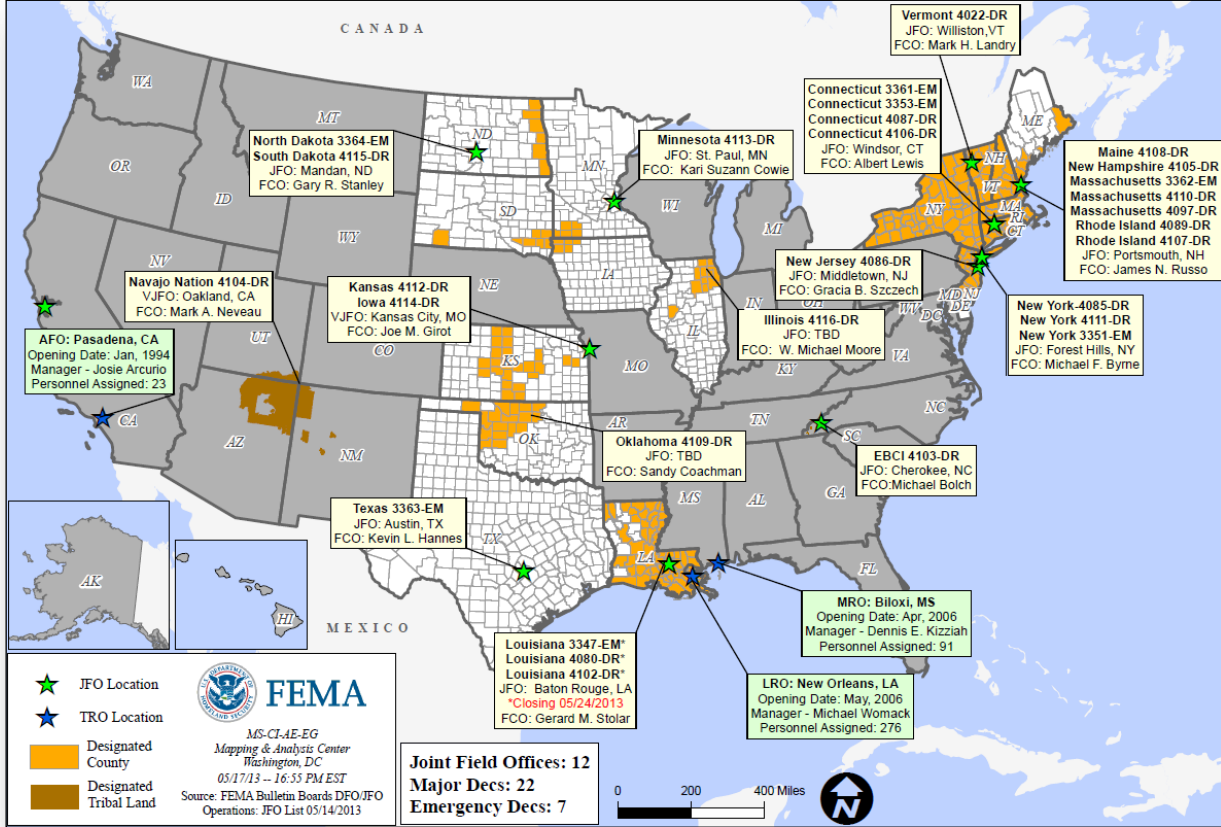 CANADA
Vermont 4022-DR
JFO: Williston,VT
FCO: Mark H. Landry
Connecticut 3361-EM
Connecticut 3353-EM
Connecticut 4087-DR
Connecticut 4106-DR
JFO: Windsor, CT
FCO: Albert Lewis
North Dakota 3364-EM
South Dakota 4115-DR
JFO: Mandan, ND
FCO: Gary R. Stanley
Minnesota 4113-DR
JFO: St. Paul, MN
FCO: Kari Suzann Cowie
Maine 4108-DR
New Hampshire 4105-DR
Massachusetts 3362-EM
Massachusetts 4110-DR
Massachusetts 4097-DR
Rhode Island 4089-DR
Rhode Island 4107-DR
JFO: Portsmouth, NH
FCO: James N. Russo
Navajo Nation 4104-DR
VJFO: Oakland, CA
FCO: Mark A. Neveau
Kansas 4112-DR
Iowa 4114-DR
VJFO: Kansas City, MO
FCO: Joe M. Girot
New Jersey 4086-DR
JFO: Middletown, NJ
FCO: Gracia B. Szczech
Illinois 4116-DR
JFO: TBD
FCO: W. Michael Moore
New York-4085-DR
New York 4111-DR
New York 3351-EM
JFO: Forest Hills, NY
FCO: Michael F. Byrne
AFO: Pasadena, CA
Opening Date: Jan, 1994
Manager - Josie Arcurio
Personnel Assigned: 23
Oklahoma 4109-DR
JFO: TBD
FCO: Sandy Coachman
EBCI 4103-DR
JFO: Cherokee, NC
FCO:Michael Bolch
Texas 3363-EM
JFO: Austin, TX
FCO: Kevin L. Hannes
MRO: Biloxi, MS
Opening Date: Apr, 2006
Manager - Dennis E. Kizziah
Personnel Assigned: 91
Louisiana 3347-EM*
Louisiana 4080-DR*
Louisiana 4102-DR*
JFO: Baton Rouge, LA
*Closing 05/24/2013
FCO: Gerard M. Stolar
LRO: New Orleans, LA
Opening Date: May, 2006
Manager - Michael Womack
Personnel Assigned: 276
WA
MT
ND
MN
ME
OR
ID
SD
WI
MI
NY
NH
VT
MA
RI
CT
WY
NE
IA
NV
UT
CO
KS
MO
IL
IN
OH
WV
MD
DC
NJ
DE
VA
KY
CA
AZ
NM
OK
AR
TN
NC
SC
MS
AL
GA
TX
LA
FL
AK
HI
MEXICO
JFO Location
TRO Location
Designated
County
Designated
Tribal Land
U.S. DEPARTMENT OF
HOMELAND SECURITY
FEMA
MS-CI-AE-EG
Mapping & Analysis Center
Washington, DC
05/17/13 -- 16:55 PM EST
Source: FEMA Bulletin Boards DFO/JFO
Operations: JFO List 05/14/2013
Joint Field Offices: 12
Major Decs: 22
Emergency Decs: 7
0 200 400 Miles
N